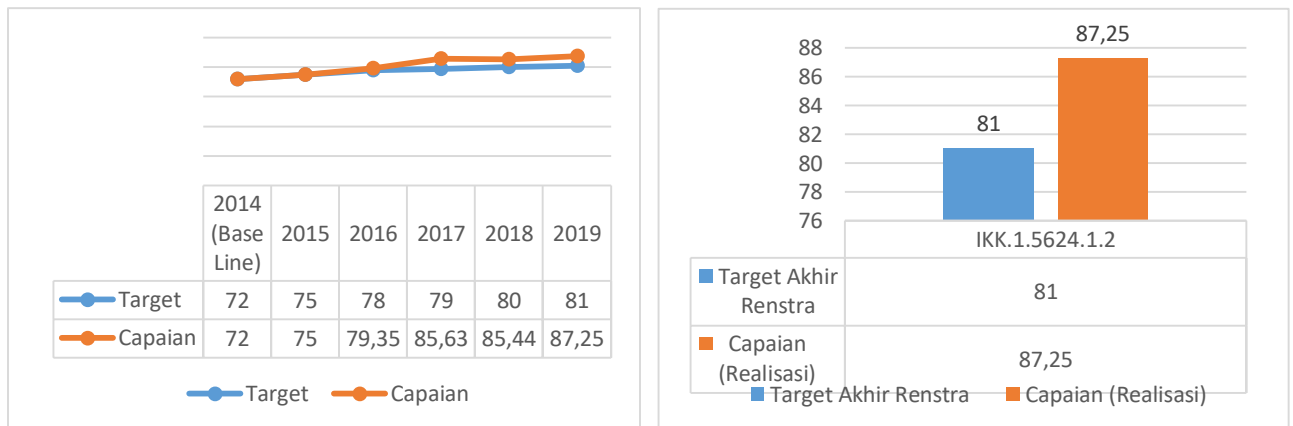 2014 (Base Line) 2015 2016 2017 2018 2019
Target 72 75 78 79 80 81
Capaian 72 75 79,35 85,63 85,44 87,25
Target Capaian
88
86
84
82
80
78
76
81
87,25
IKK.1.5624.1.2
Target Akhir Renstra 81
Capaian (Realisasi) 87,25
Target Akhir Renstra Capaian (Realisasi)